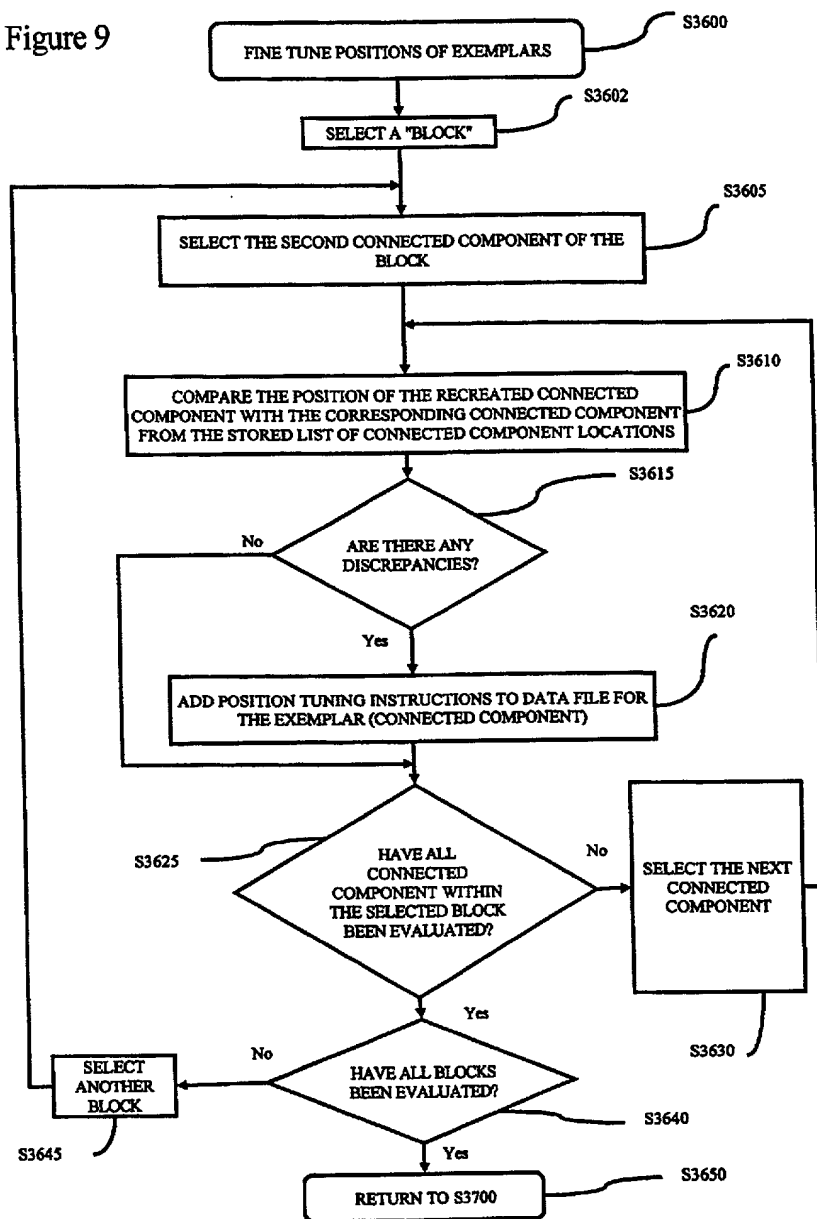 Figure 9
FINE TUNE POSITIONS OF EXEMPLARS
S3600
S3602
SELECT A "BLOCK"
S3605
SELECT THE SECOND CONNECTED COMPONENT OF THE
BLOCK
S3610
COMPARE THE POSITION OF THE RECREATED CONNECTED
COMPONENT WITH THE CORRESPONDING CONNECTED COMPONENT
FROM THE STORED LIST OF CONNECTED COMPONENT LOCATIONS
S3615
No
ARE THERE ANY
DISCREPANCIES?
Yes
S3620
ADD POSITION TUNING INSTRUCTIONS TO DATA FILE FOR
THE EXEMPLAR (CONNECTED COMPONENT)
S3625
HAVE ALL
CONNECTED
COMPONENT WITHIN
THE SELECTED BLOCK
BEEN EVALUATED?
No
SELECT THE NEXT
CONNECTED
COMPONENT
Yes
S3630
No
SELECT
ANOTHER
BLOCK
HAVE ALL BLOCKS
BEEN EVALUATED?
S3645
S3640
Yes
S3650
RETURN TO S3700